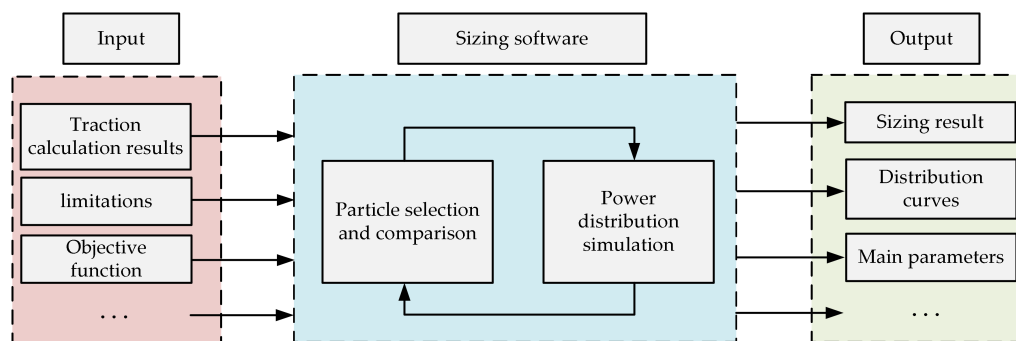 Input
Sizing software
Output
Traction
calculation results
limitations
Objective
function
...
Particle selection
and comparison
Power
distribution
simulation
Sizing result
Distribution
curves
Main parameters
...